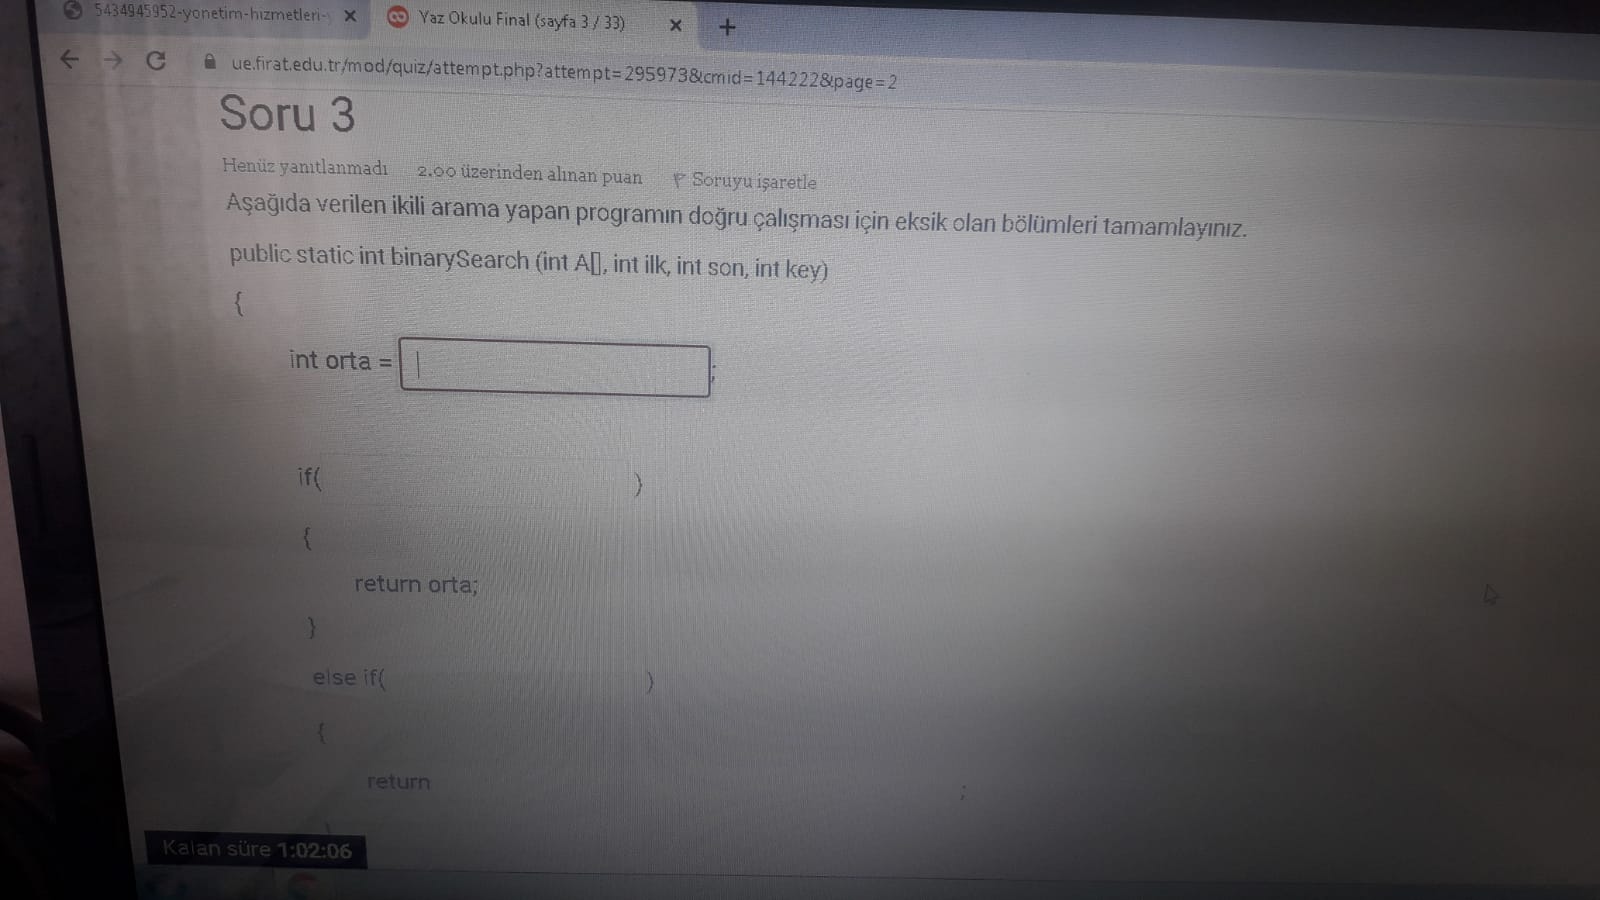 5434945952-yonetim-hizmetleri-
Yaz Okulu Final (sayfa 3 / 33)
ue.firat.edu.tr/mod/quiz/attempt.php?attempt=295973&cmid=144222&page=2
Soru 3
Henüz yanıtlanmadı 2.00 üzerinden alınan puan Soruyu işaretle
Aşağıda verilen ikili arama yapan programın doğru çalışması için eksik olan bölümleri tamamlayınız.
public static int binarySearch (int A[], int ilk, int son, int key)
{
int orta = ;
if( )
{
return orta;
}
else if( )
{
return ;
}
Kalan süre 1:02:06